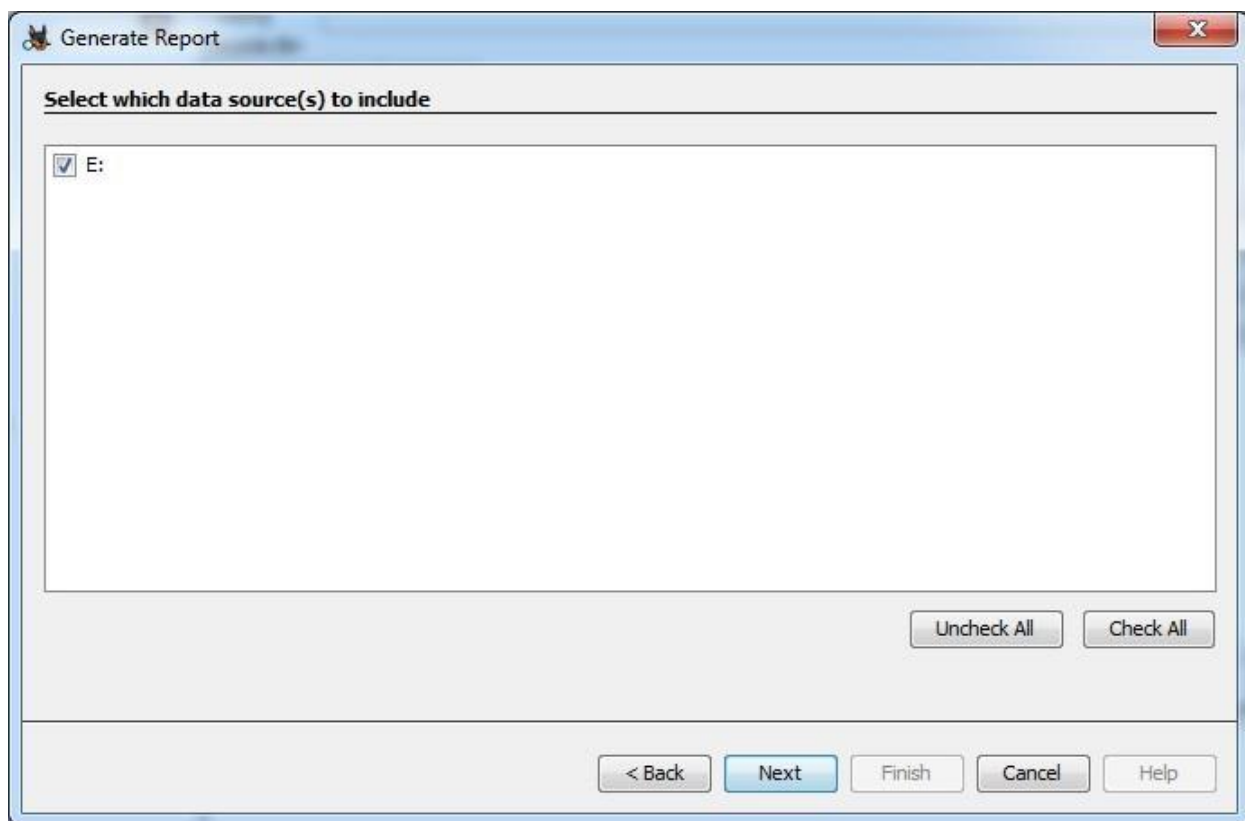 Generate Report
Select which data source(s) to include
E:
Uncheck All Check All
< Back Next Finish Cancel Help